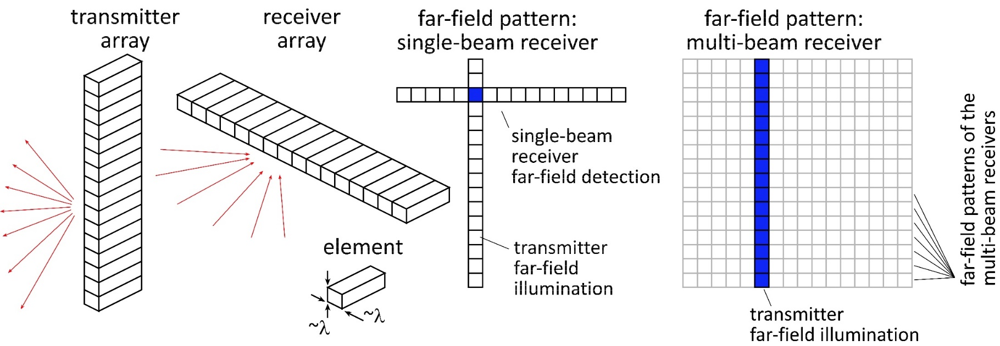 transmitter
array
receiver
array
far-field pattern:
single-beam receiver
far-field pattern:
multi-beam receiver
single-beam
receiver
far-field detection
transmitter
far-field
illumination
element
~λ
~λ
transmitter
far-field illumination
far-field patterns of the
multi-beam receivers